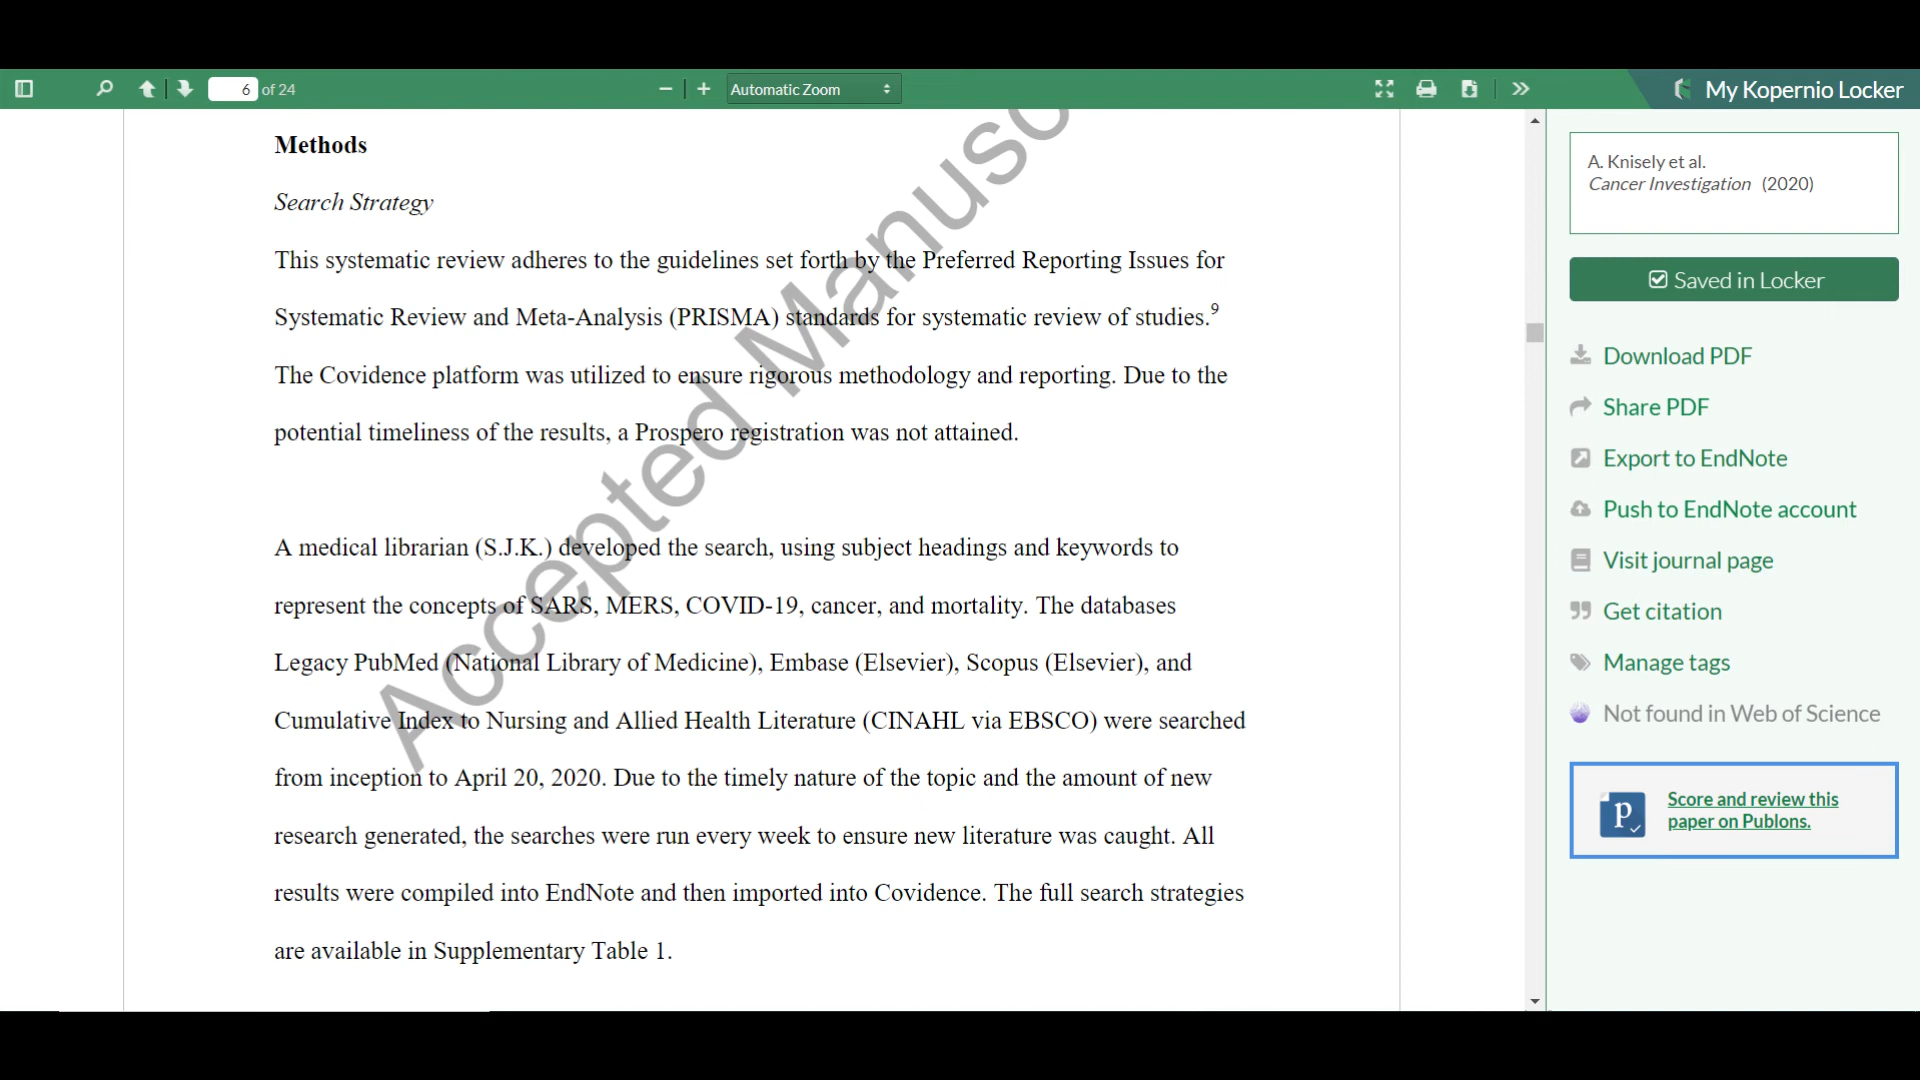 6 of 24
Automatic Zoom
My Kopernio Locker
Methods
Search Strategy
This systematic review adheres to the guidelines set forth by the Preferred Reporting Issues for
Systematic Review and Meta-Analysis (PRISMA) standards for systematic review of studies.9
The Covidence platform was utilized to ensure rigorous methodology and reporting. Due to the
potential timeliness of the results, a Prospero registration was not attained.
A medical librarian (S.J.K.) developed the search, using subject headings and keywords to
represent the concepts of SARS, MERS, COVID-19, cancer, and mortality. The databases
Legacy PubMed (National Library of Medicine), Embase (Elsevier), Scopus (Elsevier), and
Cumulative Index to Nursing and Allied Health Literature (CINAHL via EBSCO) were searched
from inception to April 20, 2020. Due to the timely nature of the topic and the amount of new
research generated, the searches were run every week to ensure new literature was caught. All
results were compiled into EndNote and then imported into Covidence. The full search strategies
are available in Supplementary Table 1.
Accepted Manusc
A. Knisely et al.
Cancer Investigation (2020)
Saved in Locker
Download PDF
Share PDF
Export to EndNote
Push to EndNote account
Visit journal page
Get citation
Manage tags
Not found in Web of Science
p
Score and review this
paper on Publons.